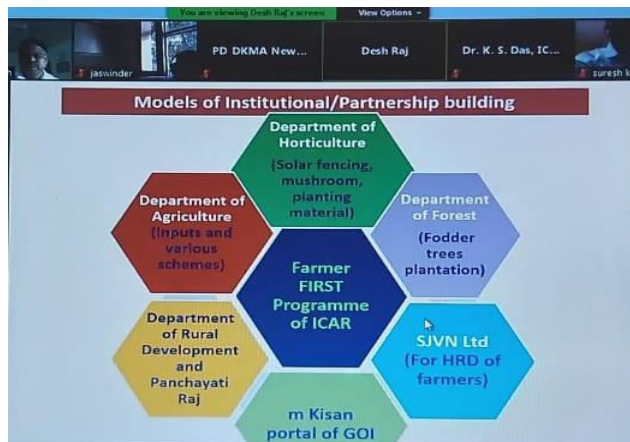 You are viewing Desh Raj's screen
View Options
jaswinder
PD DKMA New...
Desh Raj
Dr. K. S. Das, IC...
suresh k
Models of Institutional/Partnership building
Department of
Horticulture
(Solar fencing,
mushroom,
planting
material)
Department of
Agriculture
(Inputs and
various
schemes)
Department
of Forest
(Fodder
trees
plantation)
Farmer
FIRST
Programme
of ICAR
Department
of Rural
Development
and
Panchayati
Raj
SJVN Ltd
(For HRD of
farmers)
m Kisan
portal of GOI